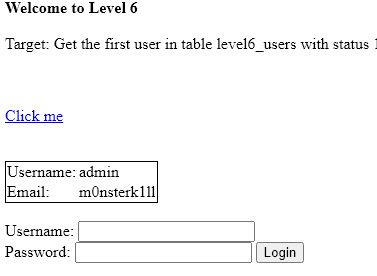 Welcome to Level 6
Target: Get the first user in table level6_users with status 1
Click me
Username: admin
Email: m0nsterk1ll
Username:
Password: Login